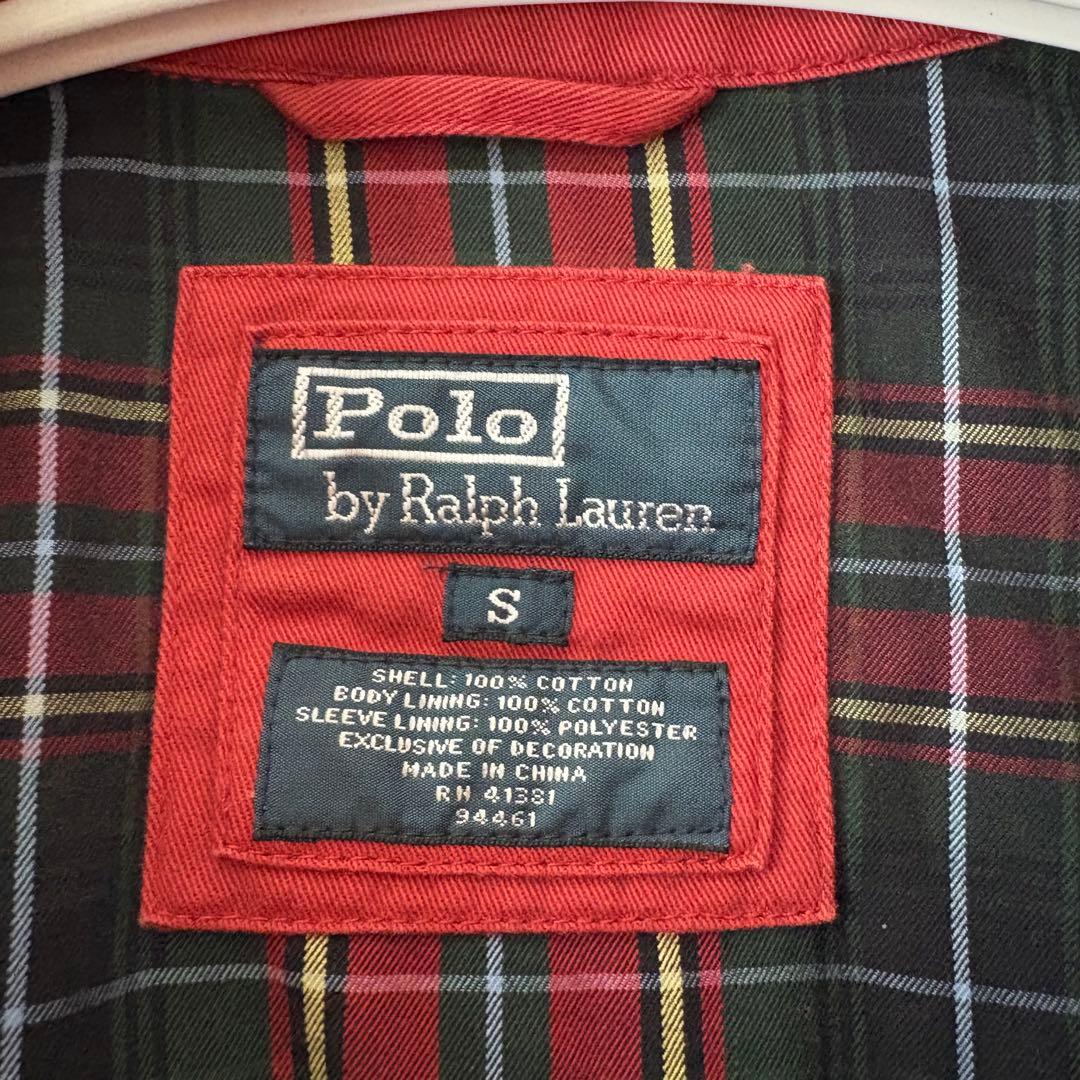 Polo
by Ralph Lauren
S
SHELL: 100% COTTON
BODY LINING: 100% COTTON
SLEEVE LINING: 100% POLYESTER
EXCLUSIVE OF DECORATION
MADE IN CHINA
RN 41381
94461